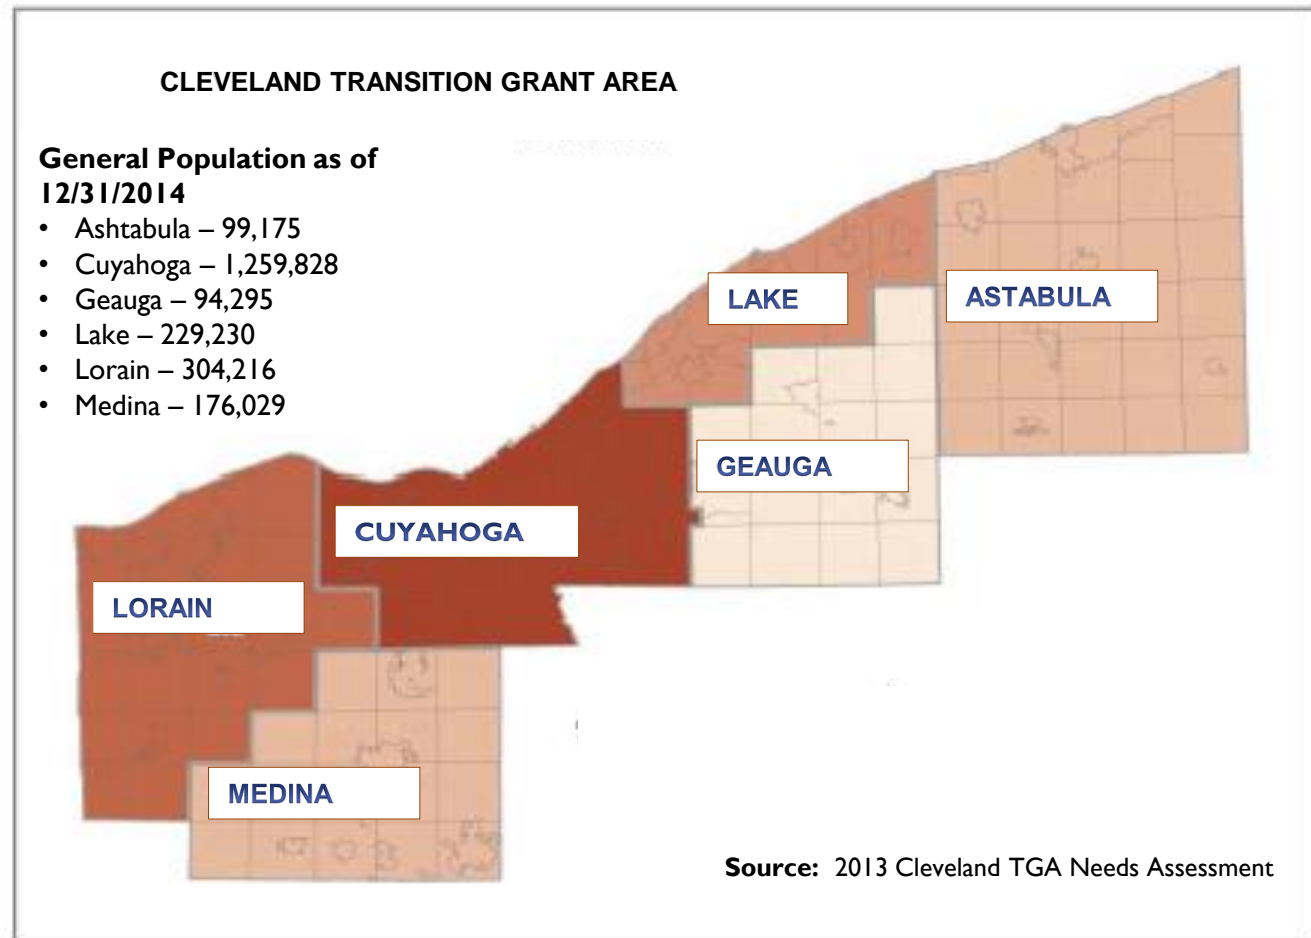 CLEVELAND TRANSITION GRANT AREA
General Population as of
12/31/2014
• Ashtabula – 99,175
• Cuyahoga – 1,259,828
• Geauga – 94,295
• Lake – 229,230
• Lorain – 304,216
• Medina – 176,029
LAKE
ASTABULA
GEAUGA
CUYAHOGA
LORAIN
MEDINA
Source: 2013 Cleveland TGA Needs Assessment